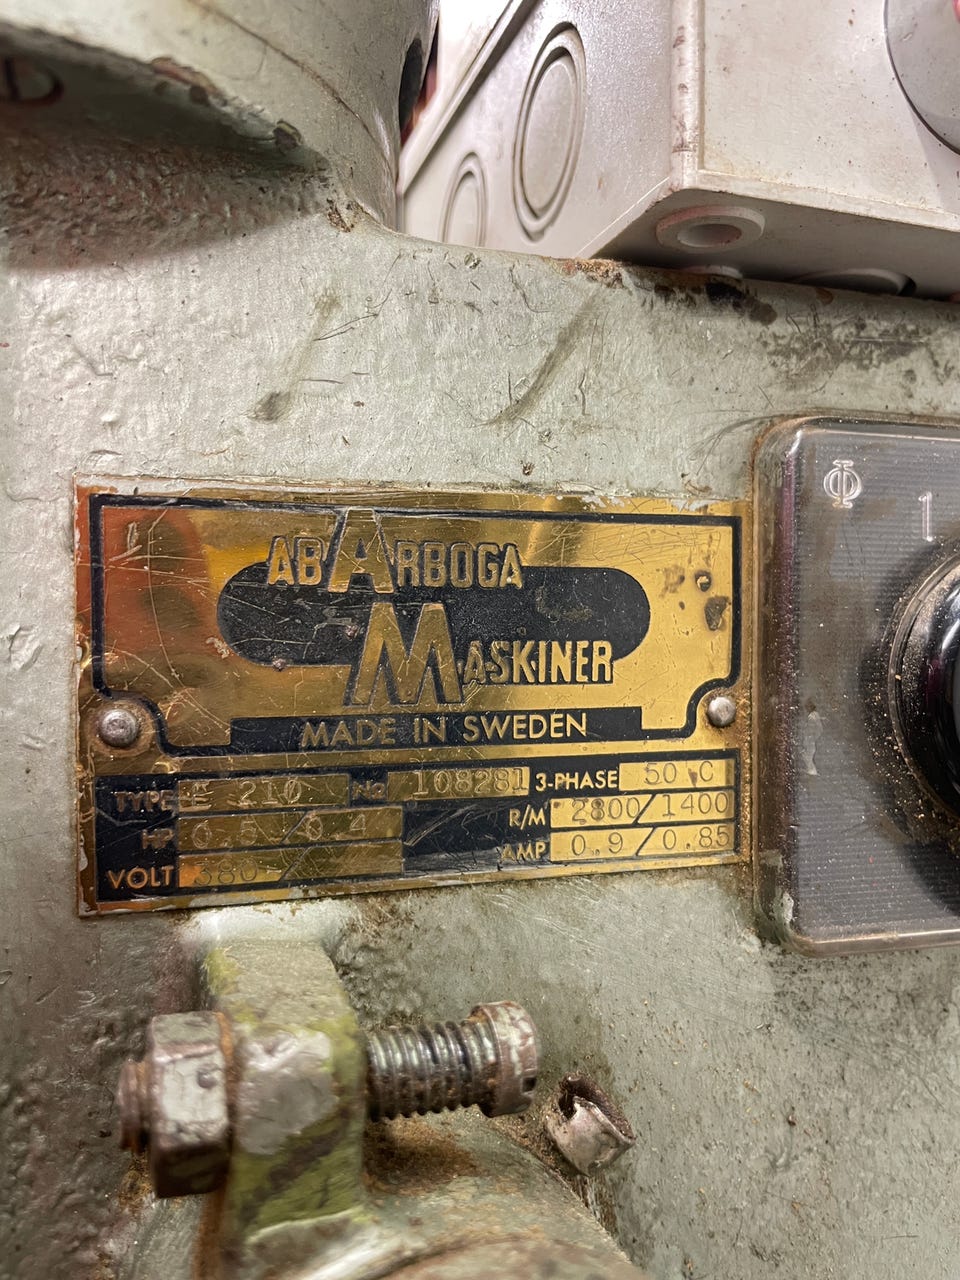 AB ARBOGA
MASKINER
MADE IN SWEDEN
TYPE E 210 No 108281 3-PHASE 50 C
HP 0.5/0.4 R/M 2800/1400
VOLT 380 / AMP 0.9/0.85
1